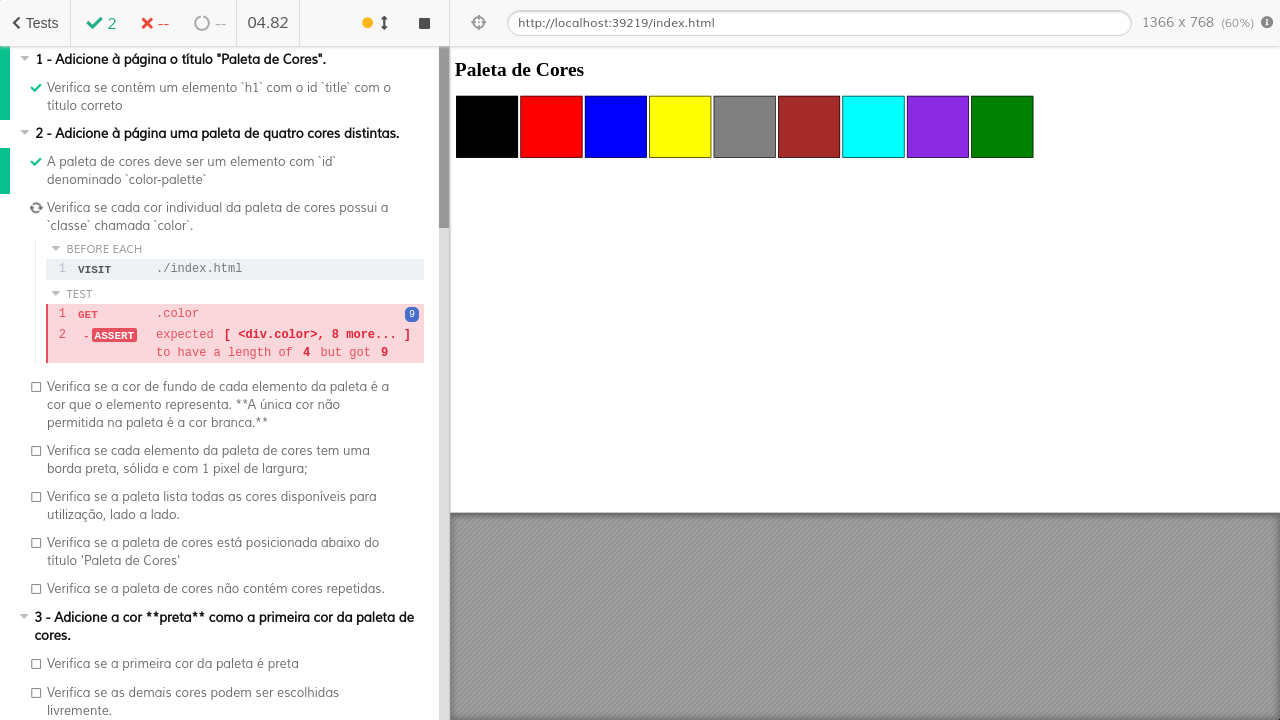 Tests
2
--
--
04.82
http://localhost:39219/index.html
1366 x 768 (60%)
1 - Adicione à página o título "Paleta de Cores".
Verifica se contém um elemento `h1` com o id `title` com o
título correto
2 - Adicione à página uma paleta de quatro cores distintas.
A paleta de cores deve ser um elemento com `id`
denominado `color-palette`
Verifica se cada cor individual da paleta de cores possui a
`classe` chamada `color`.
BEFORE EACH
1 VISIT ./index.html
TEST
1 GET .color 9
2 -ASSERT expected [ <div.color>, 8 more... ]
to have a length of 4 but got 9
Verifica se a cor de fundo de cada elemento da paleta é a
cor que o elemento representa. **A única cor não
permitida na paleta é a cor branca.**
Verifica se cada elemento da paleta de cores tem uma
borda preta, sólida e com 1 pixel de largura;
Verifica se a paleta lista todas as cores disponíveis para
utilização, lado a lado.
Verifica se a paleta de cores está posicionada abaixo do
título 'Paleta de Cores'
Verifica se a paleta de cores não contém cores repetidas.
3 - Adicione a cor **preta** como a primeira cor da paleta de
cores.
Verifica se a primeira cor da paleta é preta
Verifica se as demais cores podem ser escolhidas
livremente.
Paleta de Cores